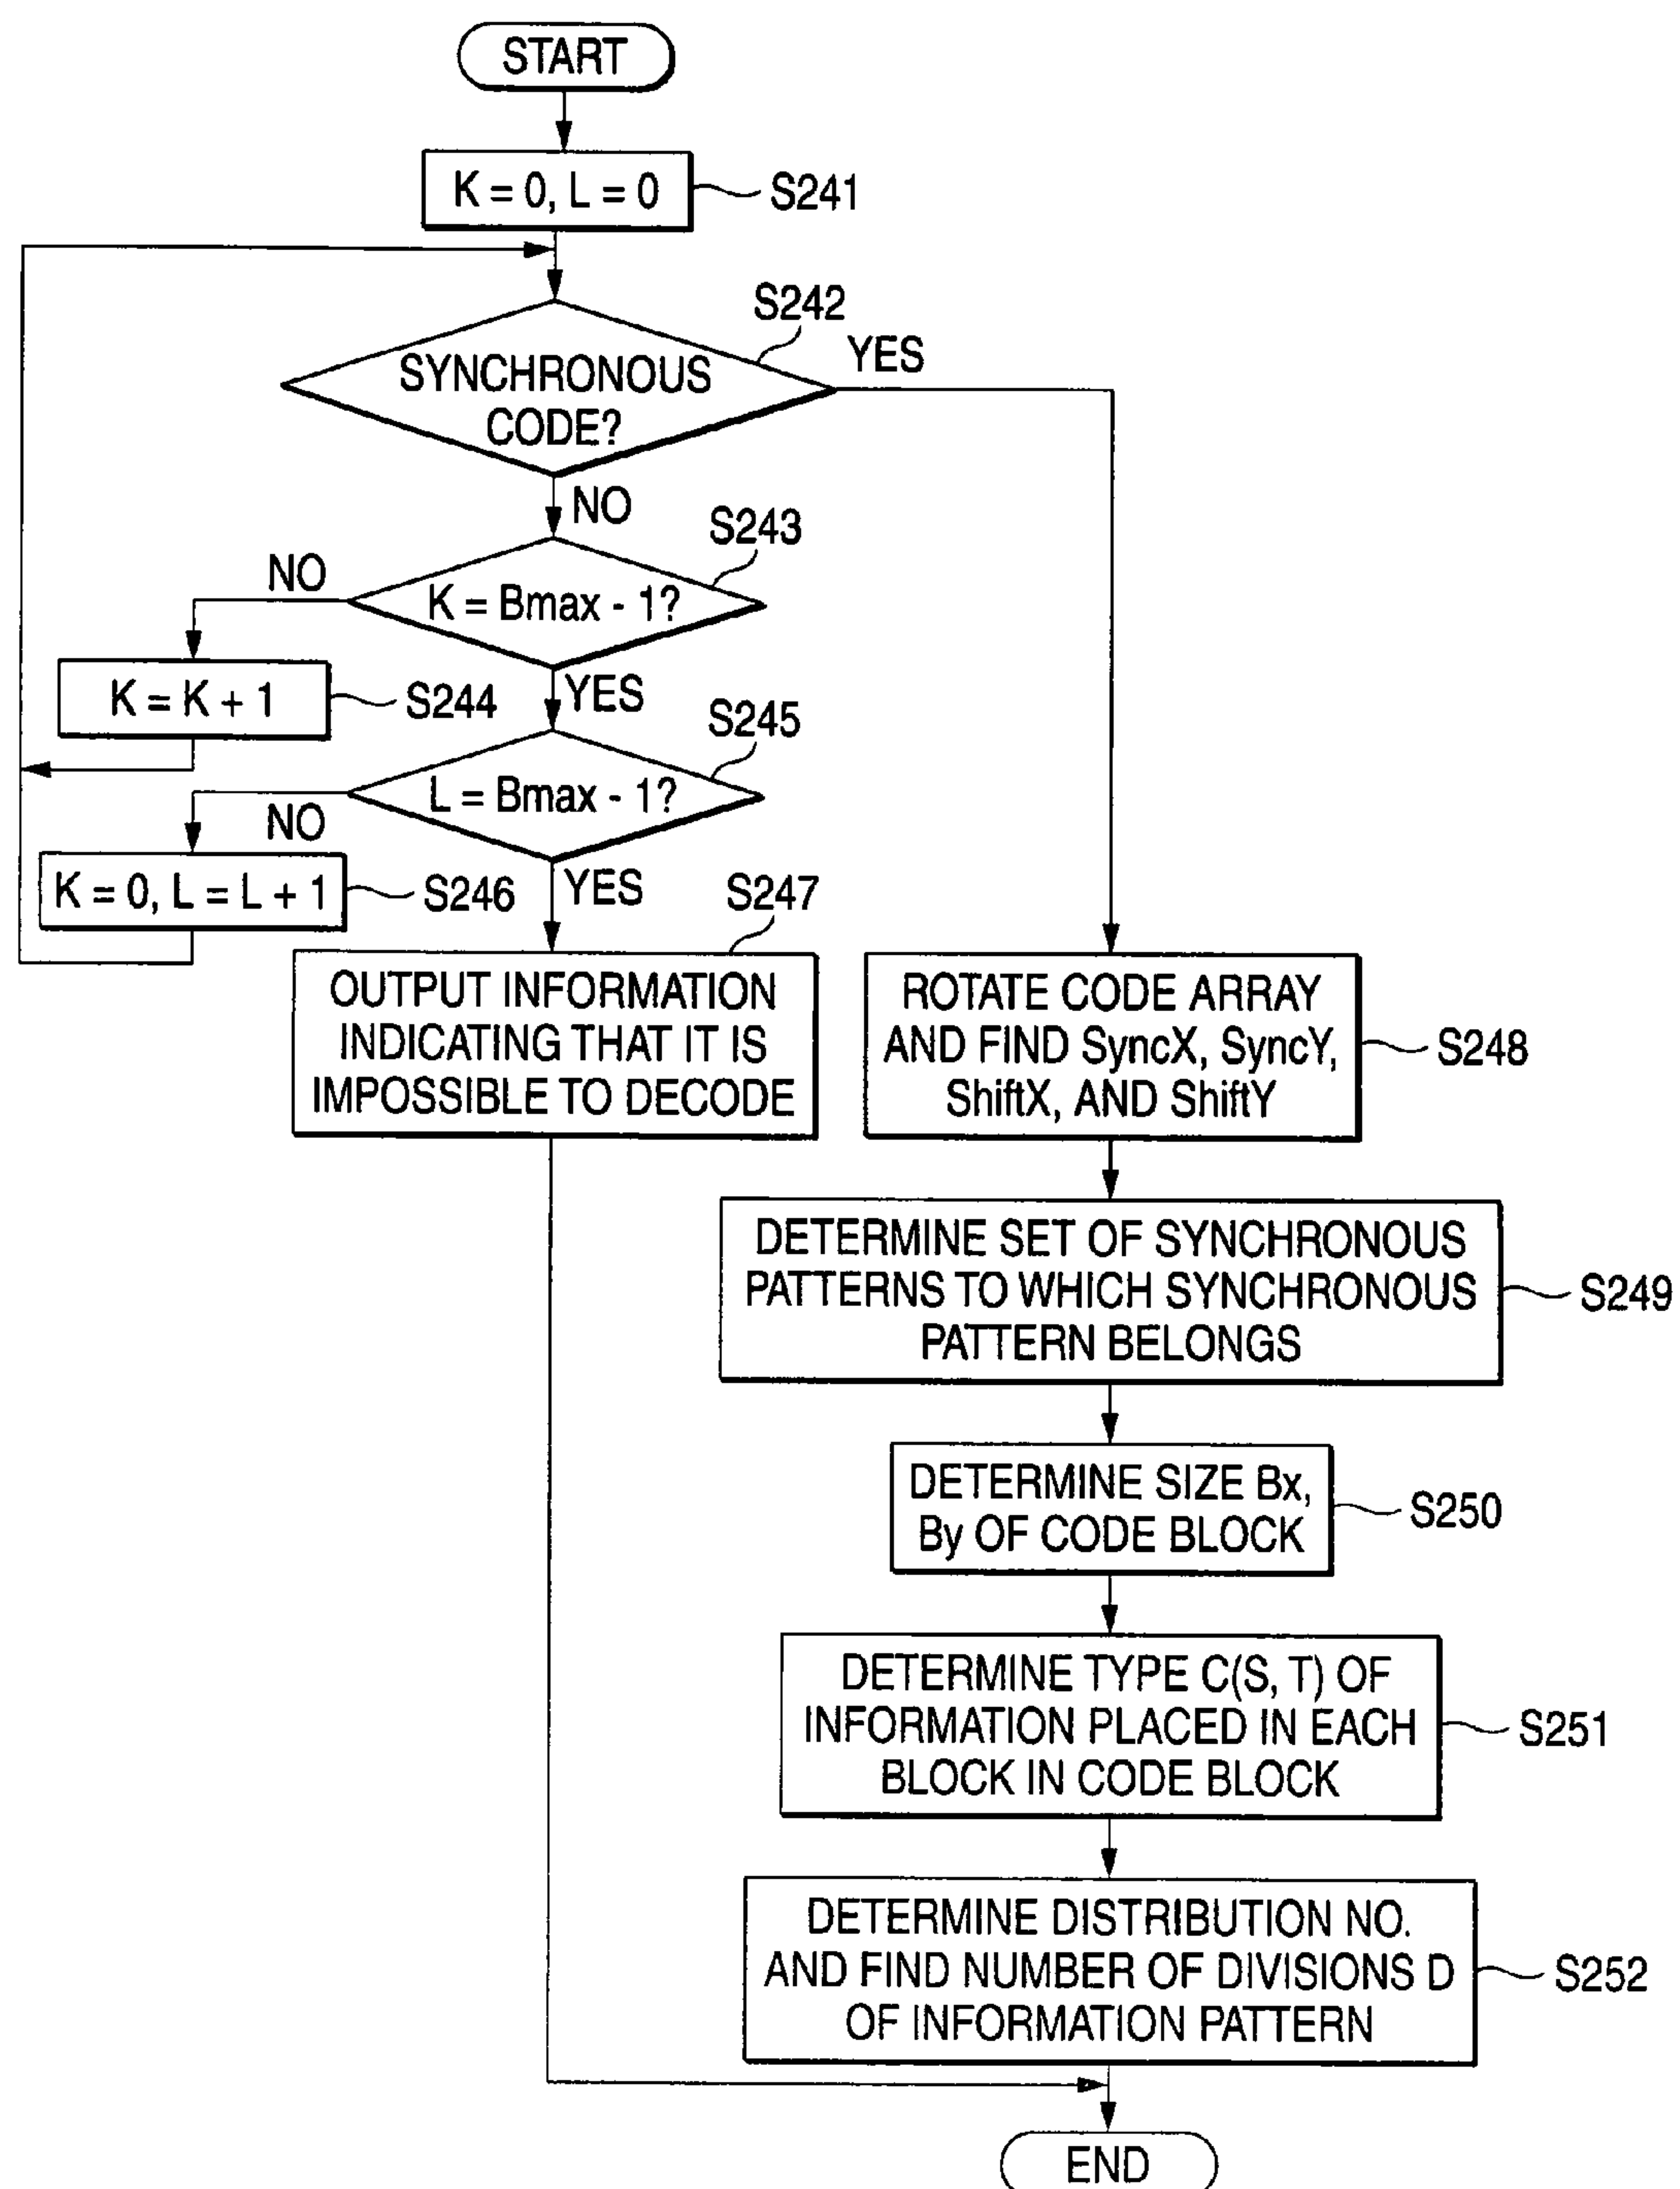 START
K = 0, L = 0
S241
S242
YES
SYNCHRONOUS
CODE?
NO
S243
NO
K = Bmax - 1?
K = K + 1
S244
YES
S245
L = Bmax - 1?
NO
K = 0, L = L + 1
S246
YES
S247
OUTPUT INFORMATION
INDICATING THAT IT IS
IMPOSSIBLE TO DECODE
ROTATE CODE ARRAY
AND FIND SyncX, SyncY,
ShiftX, AND ShiftY
S248
DETERMINE SET OF SYNCHRONOUS
PATTERNS TO WHICH SYNCHRONOUS
PATTERN BELONGS
S249
DETERMINE SIZE Bx,
By OF CODE BLOCK
S250
DETERMINE TYPE C(S, T) OF
INFORMATION PLACED IN EACH
BLOCK IN CODE BLOCK
S251
DETERMINE DISTRIBUTION NO.
AND FIND NUMBER OF DIVISIONS D
OF INFORMATION PATTERN
S252
END